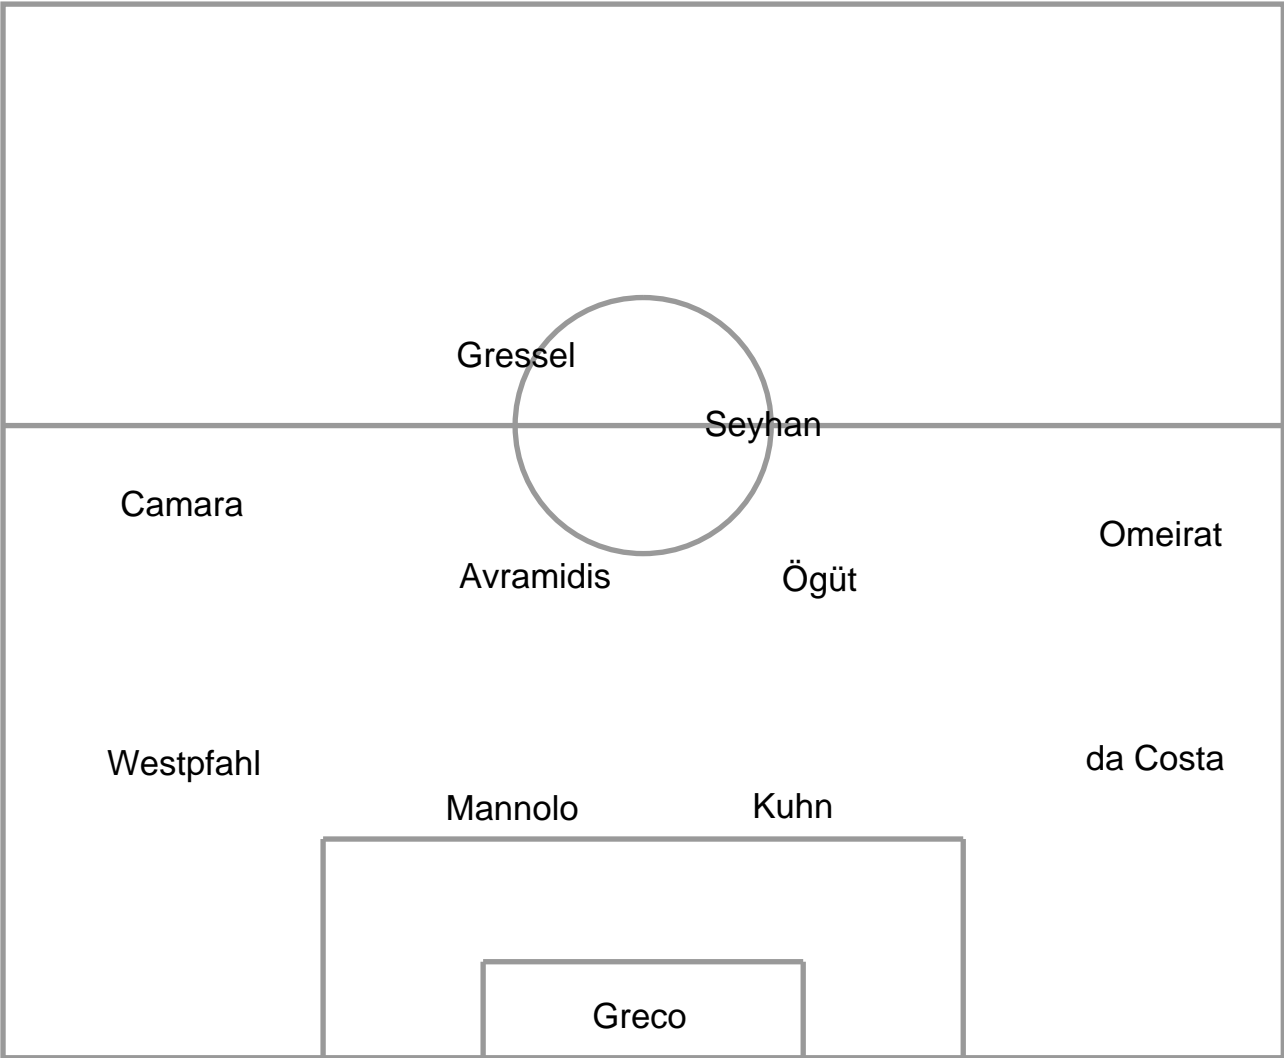 Gressel
Seyhan
Camara
Omeirat
Avramidis
Ögüt
Westpfahl
da Costa
Mannolo
Kuhn
Greco